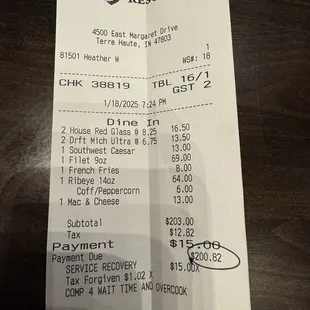 4500 East Margaret Drive
Terre Haute, IN 47803
1
81501 Heather W WS#: 18
CHK 38819 TBL 16/1
GST 2
1/18/2025 7:24 PM
Dine In
2 House Red Glass @ 8.25 16.50
2 Drft Mich Ultra @ 6.75 13.50
1 Southwest Caesar 13.00
1 Filet 9oz 69.00
1 French Fries 8.00
1 Ribeye 14oz 64.00
Coff/Peppercorn 6.00
1 Mac & Cheese 13.00
Subtotal $203.00
Tax $12.82
Payment $15.00
Payment Due $200.82
SERVICE RECOVERY $15.00X
Tax Forgiven $1.02 X
COMP 4 WAIT TIME AND OVERCOOK